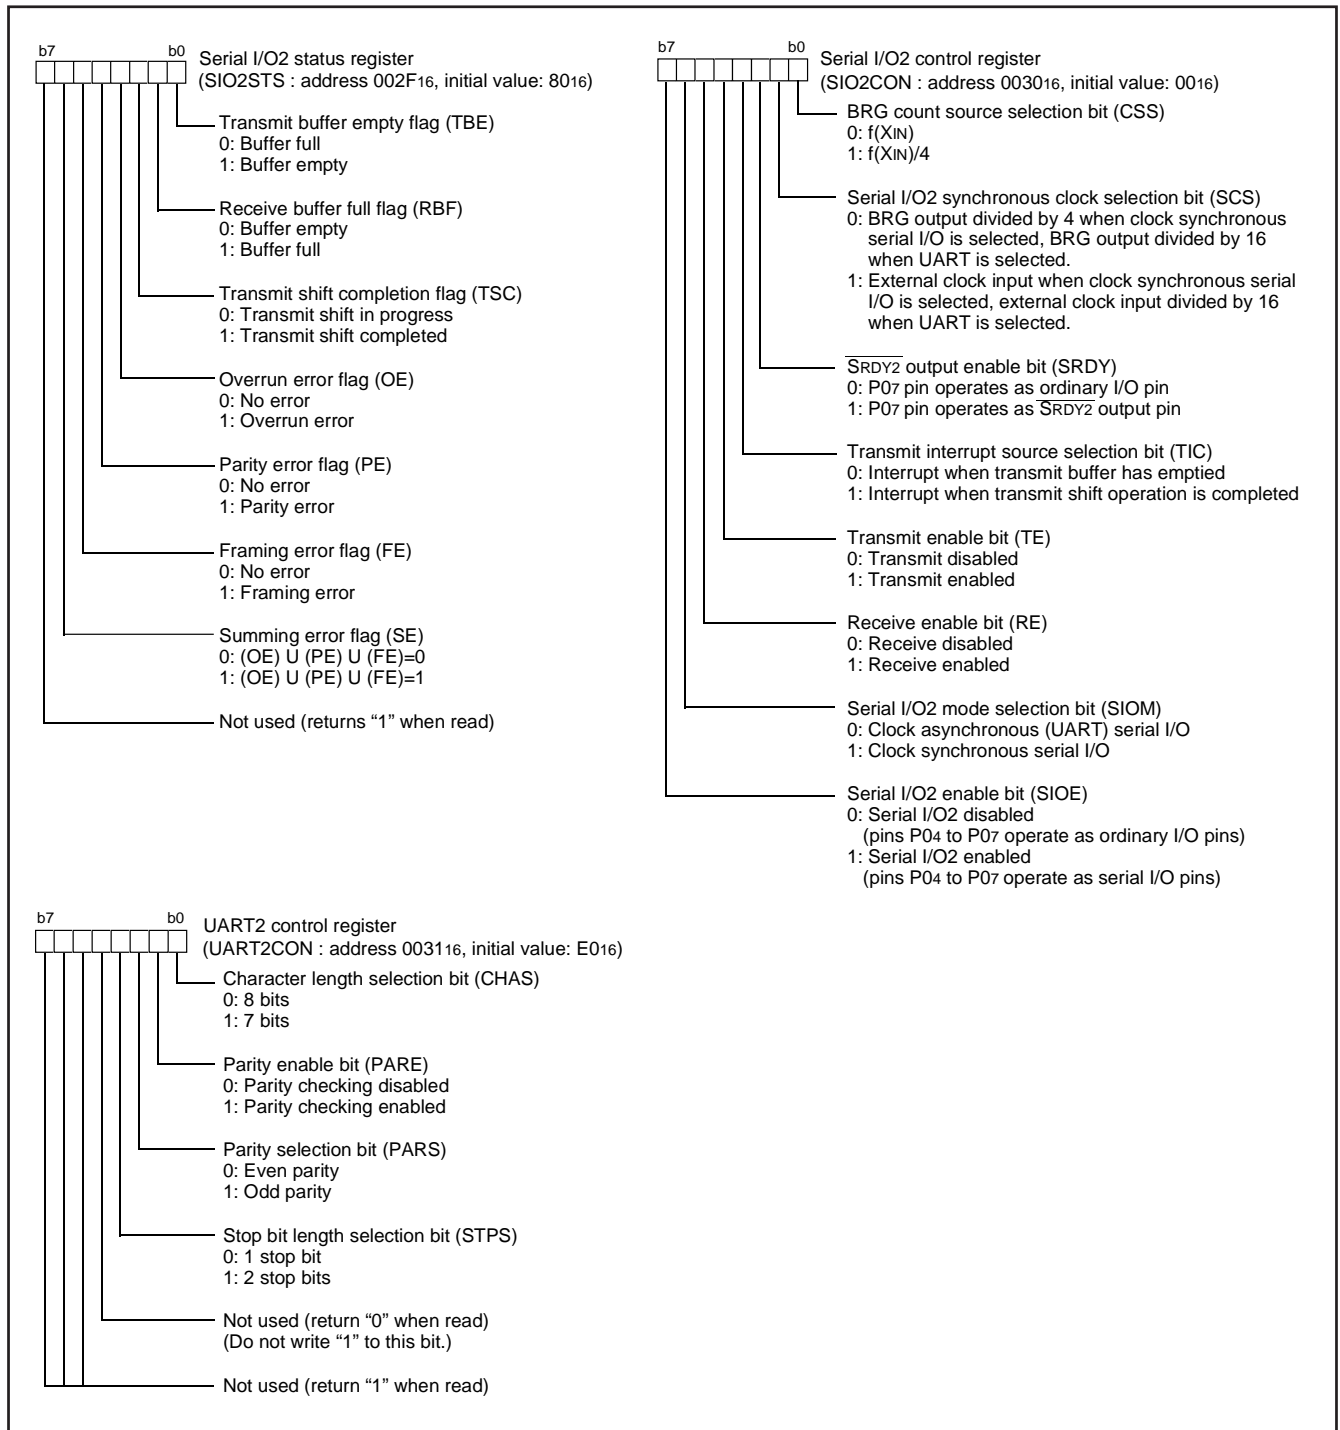 b7 b0
Serial I/O2 status register
(SIO2STS : address 002F16, initial value: 8016)
Transmit buffer empty flag (TBE)
0: Buffer full
1: Buffer empty
Receive buffer full flag (RBF)
0: Buffer empty
1: Buffer full
Transmit shift completion flag (TSC)
0: Transmit shift in progress
1: Transmit shift completed
Overrun error flag (OE)
0: No error
1: Overrun error
Parity error flag (PE)
0: No error
1: Parity error
Framing error flag (FE)
0: No error
1: Framing error
Summing error flag (SE)
0: (OE) U (PE) U (FE)=0
1: (OE) U (PE) U (FE)=1
Not used (returns “1” when read)
b7 b0
Serial I/O2 control register
(SIO2CON : address 003016, initial value: 0016)
BRG count source selection bit (CSS)
0: f(XIN)
1: f(XIN)/4
Serial I/O2 synchronous clock selection bit (SCS)
0: BRG output divided by 4 when clock synchronous
serial I/O is selected, BRG output divided by 16
when UART is selected.
1: External clock input when clock synchronous serial
I/O is selected, external clock input divided by 16
when UART is selected.
SRDY2 output enable bit (SRDY)
0: P07 pin operates as ordinary I/O pin
1: P07 pin operates as SRDY2 output pin
Transmit interrupt source selection bit (TIC)
0: Interrupt when transmit buffer has emptied
1: Interrupt when transmit shift operation is completed
Transmit enable bit (TE)
0: Transmit disabled
1: Transmit enabled
Receive enable bit (RE)
0: Receive disabled
1: Receive enabled
Serial I/O2 mode selection bit (SIOM)
0: Clock asynchronous (UART) serial I/O
1: Clock synchronous serial I/O
Serial I/O2 enable bit (SIOE)
0: Serial I/O2 disabled
(pins P04 to P07 operate as ordinary I/O pins)
1: Serial I/O2 enabled
(pins P04 to P07 operate as serial I/O pins)
b7 b0
UART2 control register
(UART2CON : address 003116, initial value: E016)
Character length selection bit (CHAS)
0: 8 bits
1: 7 bits
Parity enable bit (PARE)
0: Parity checking disabled
1: Parity checking enabled
Parity selection bit (PARS)
0: Even parity
1: Odd parity
Stop bit length selection bit (STPS)
0: 1 stop bit
1: 2 stop bits
Not used (return “0” when read)
(Do not write “1” to this bit.)
Not used (return “1” when read)